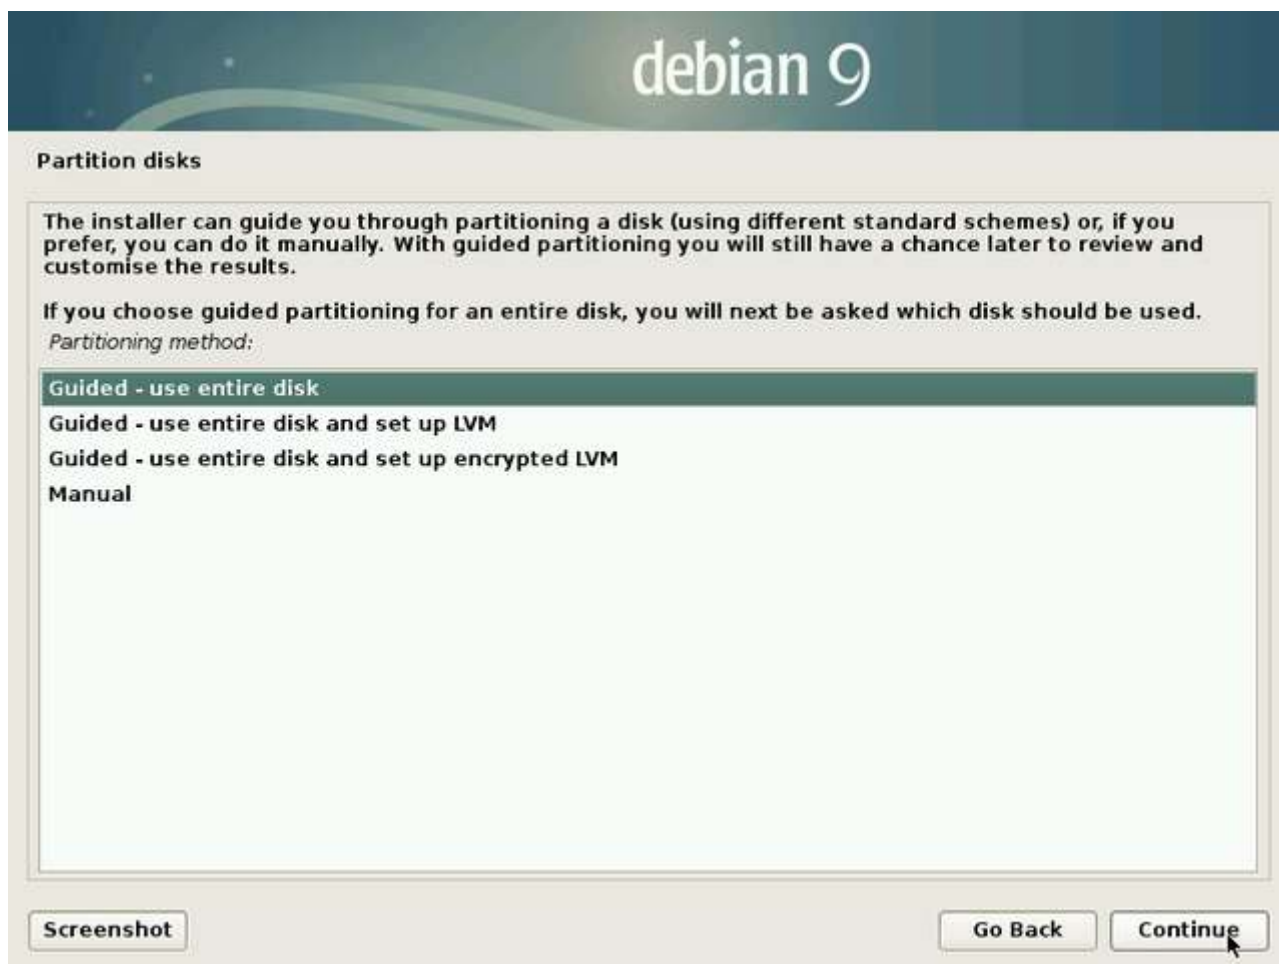 debian 9
Partition disks
The installer can guide you through partitioning a disk (using different standard schemes) or, if you
prefer, you can do it manually. With guided partitioning you will still have a chance later to review and
customise the results.
If you choose guided partitioning for an entire disk, you will next be asked which disk should be used.
Partitioning method:
Guided - use entire disk
Guided - use entire disk and set up LVM
Guided - use entire disk and set up encrypted LVM
Manual
Screenshot
Go Back
Continue